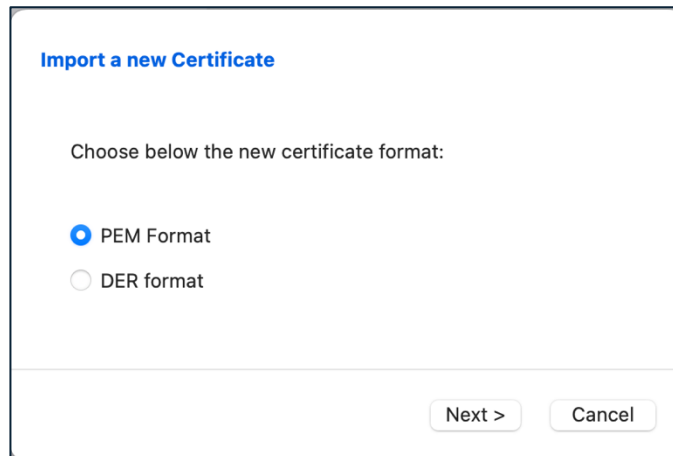 Import a new Certificate
Choose below the new certificate format:
PEM Format
DER format
Next > Cancel